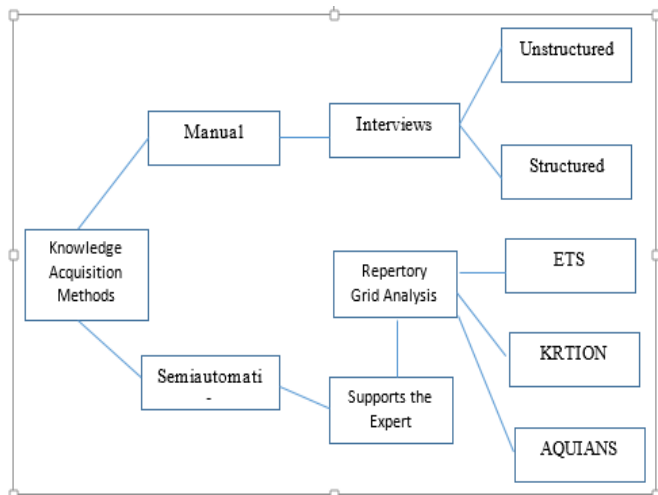 Unstructured
Manual
Interviews
Structured
Knowledge
Acquisition
Methods
Repertory
Grid Analysis
ETS
KRTION
Semiautomati
-
Supports the
Expert
AQUIANS